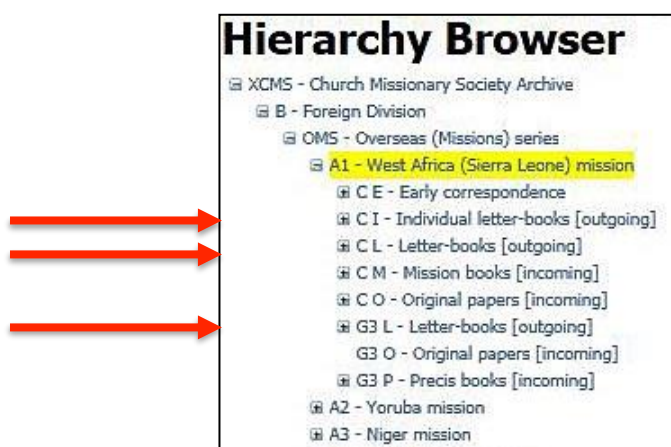 Hierarchy Browser
XCMS - Church Missionary Society Archive
B - Foreign Division
OMS - Overseas (Missions) series
A1 - West Africa (Sierra Leone) mission
C E - Early correspondence
C I - Individual letter-books [outgoing]
C L - Letter-books [outgoing]
C M - Mission books [incoming]
C O - Original papers [incoming]
G3 L - Letter-books [outgoing]
G3 O - Original papers [incoming]
G3 P - Precis books [incoming]
A2 - Yoruba mission
A3 - Niger mission